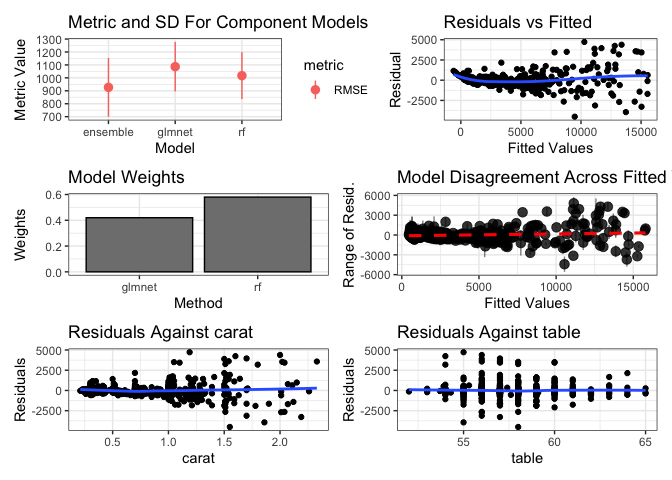 Metric and SD For Component Models
Metric Value
1300
1200
1100
1000
900
800
700
ensemble glmnet rf
Model
metric
RMSE
Residuals vs Fitted
Residual
5000
2500
0
-2500
0 5000 10000 15000
Fitted Values
Model Weights
Weights
0.6
0.4
0.2
0.0
glmnet rf
Method
Model Disagreement Across Fitted
Range of Resid.
6000
3000
0
-3000
-6000
0 5000 10000 15000
Fitted Values
Residuals Against carat
Residuals
5000
2500
0
-2500
0.5 1.0 1.5 2.0
carat
Residuals Against table
Residuals
5000
2500
0
-2500
55 60 65
table